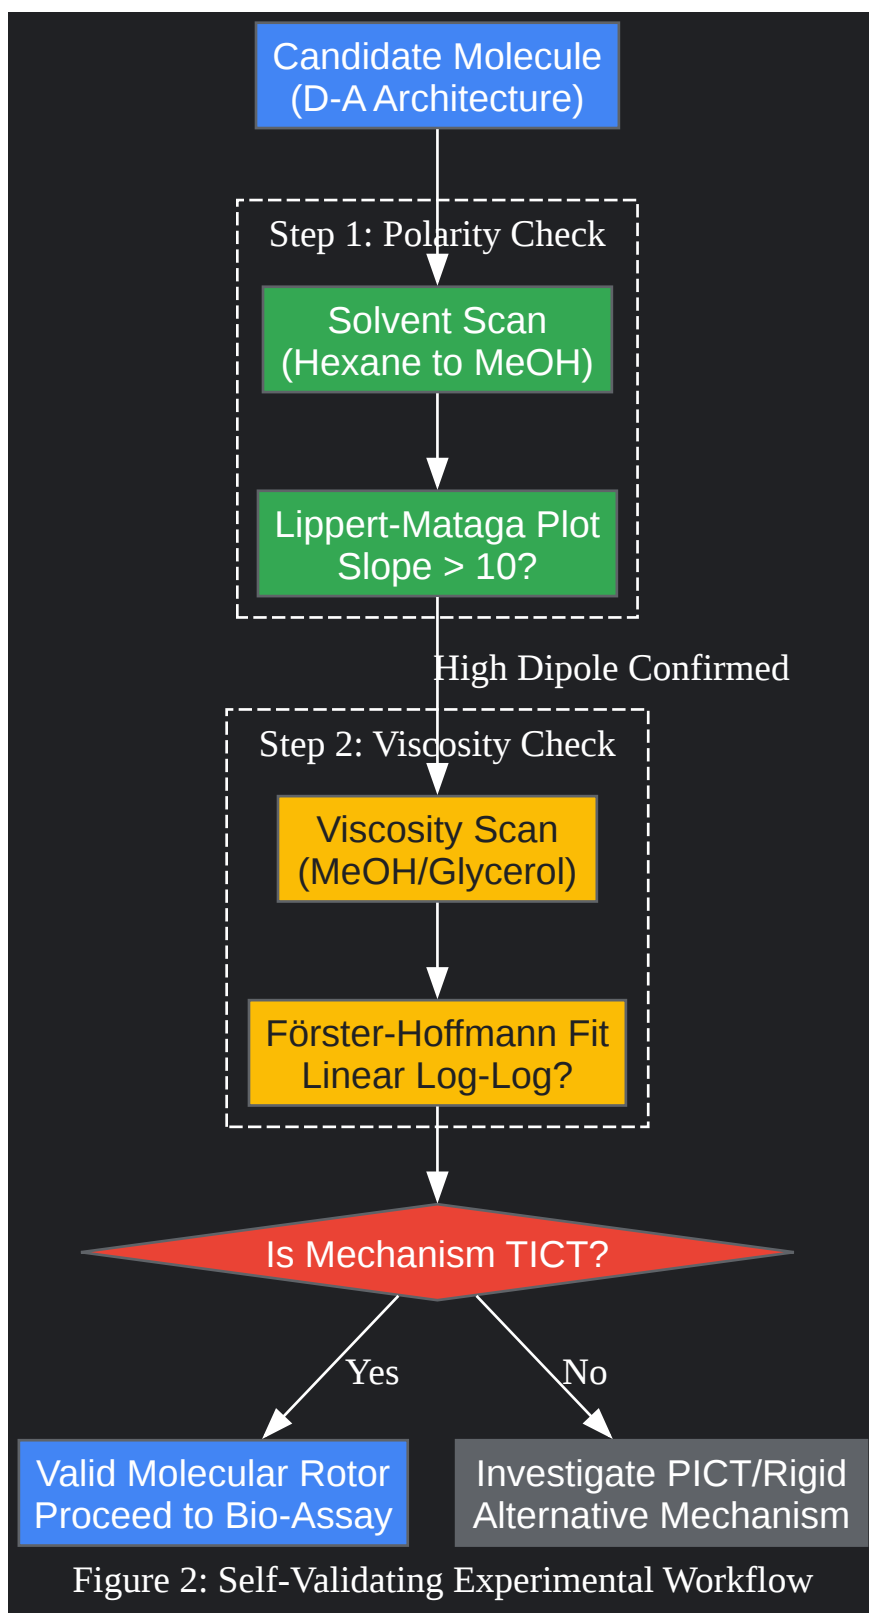 Candidate Molecule
(D-A Architecture)
Step 1: Polarity Check
Solvent Scan
(Hexane to MeOH)
Lippert-Mataga Plot
Slope > 10?
High Dipole Confirmed
Step 2: Viscosity Check
Viscosity Scan
(MeOH/Glycerol)
Förster-Hoffmann Fit
Linear Log-Log?
Is Mechanism TICT?
Yes
No
Valid Molecular Rotor
Proceed to Bio-Assay
Investigate PICT/Rigid
Alternative Mechanism
Figure 2: Self-Validating Experimental Workflow